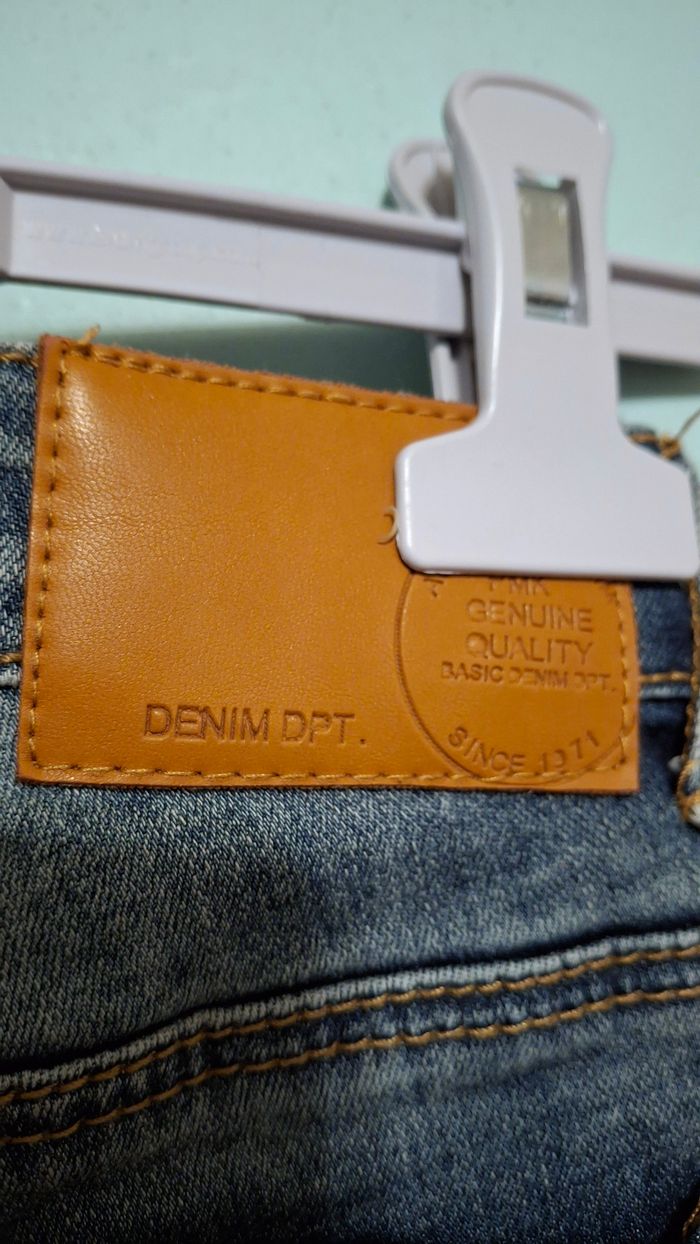 GENUINE
QUALITY
BASIC DENIM DPT.
SINCE 1971
DENIM DPT.